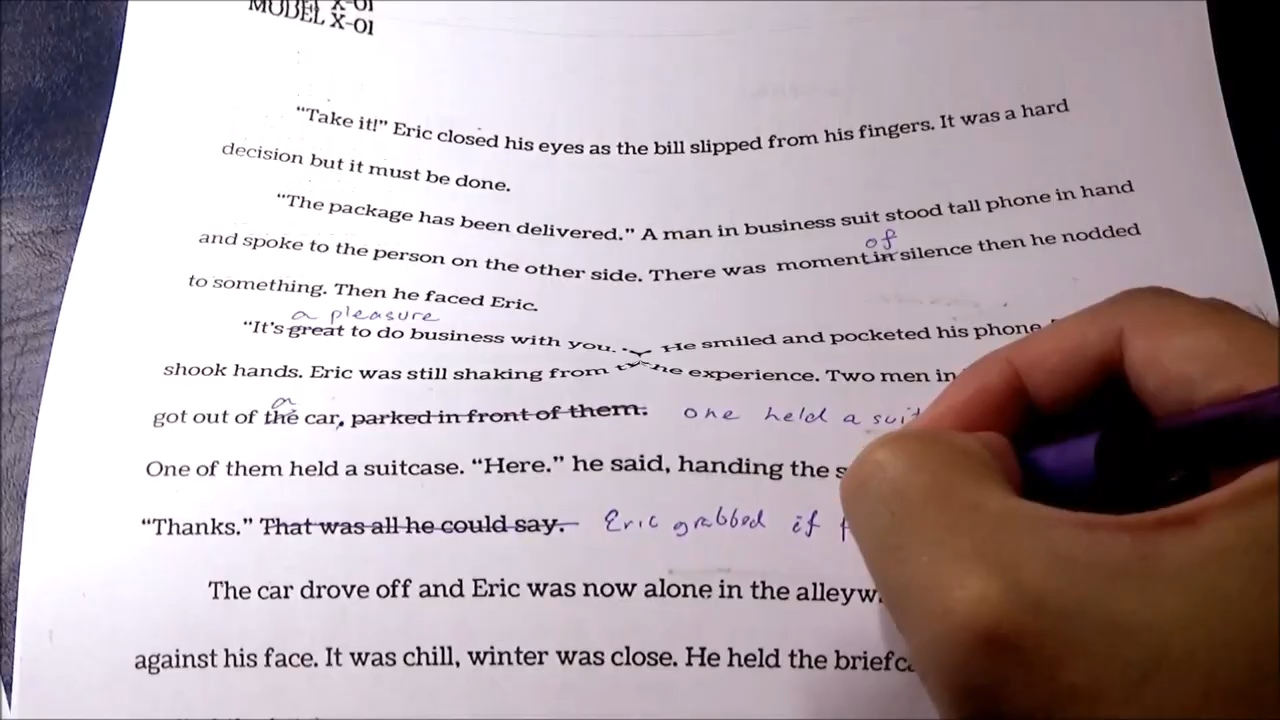 MODEL X-01
MODEL X-01
“Take it!” Eric closed his eyes as the bill slipped from his fingers. It was a hard
decision but it must be done.
“The package has been delivered.” A man in business suit stood tall phone in hand
of
and spoke to the person on the other side. There was moment in silence then he nodded
to something. Then he faced Eric.
a pleasure
“It’s great to do business with you. He smiled and pocketed his phone
shook hands. Eric was still shaking from the experience. Two men in
a
got out of the car, parked in front of them. one held a
One of them held a suitcase. “Here.” he said, handing the
“Thanks.” That was all he could say. Eric grabbed it
The car drove off and Eric was now alone in the
against his face. It was chill, winter was close. He held the